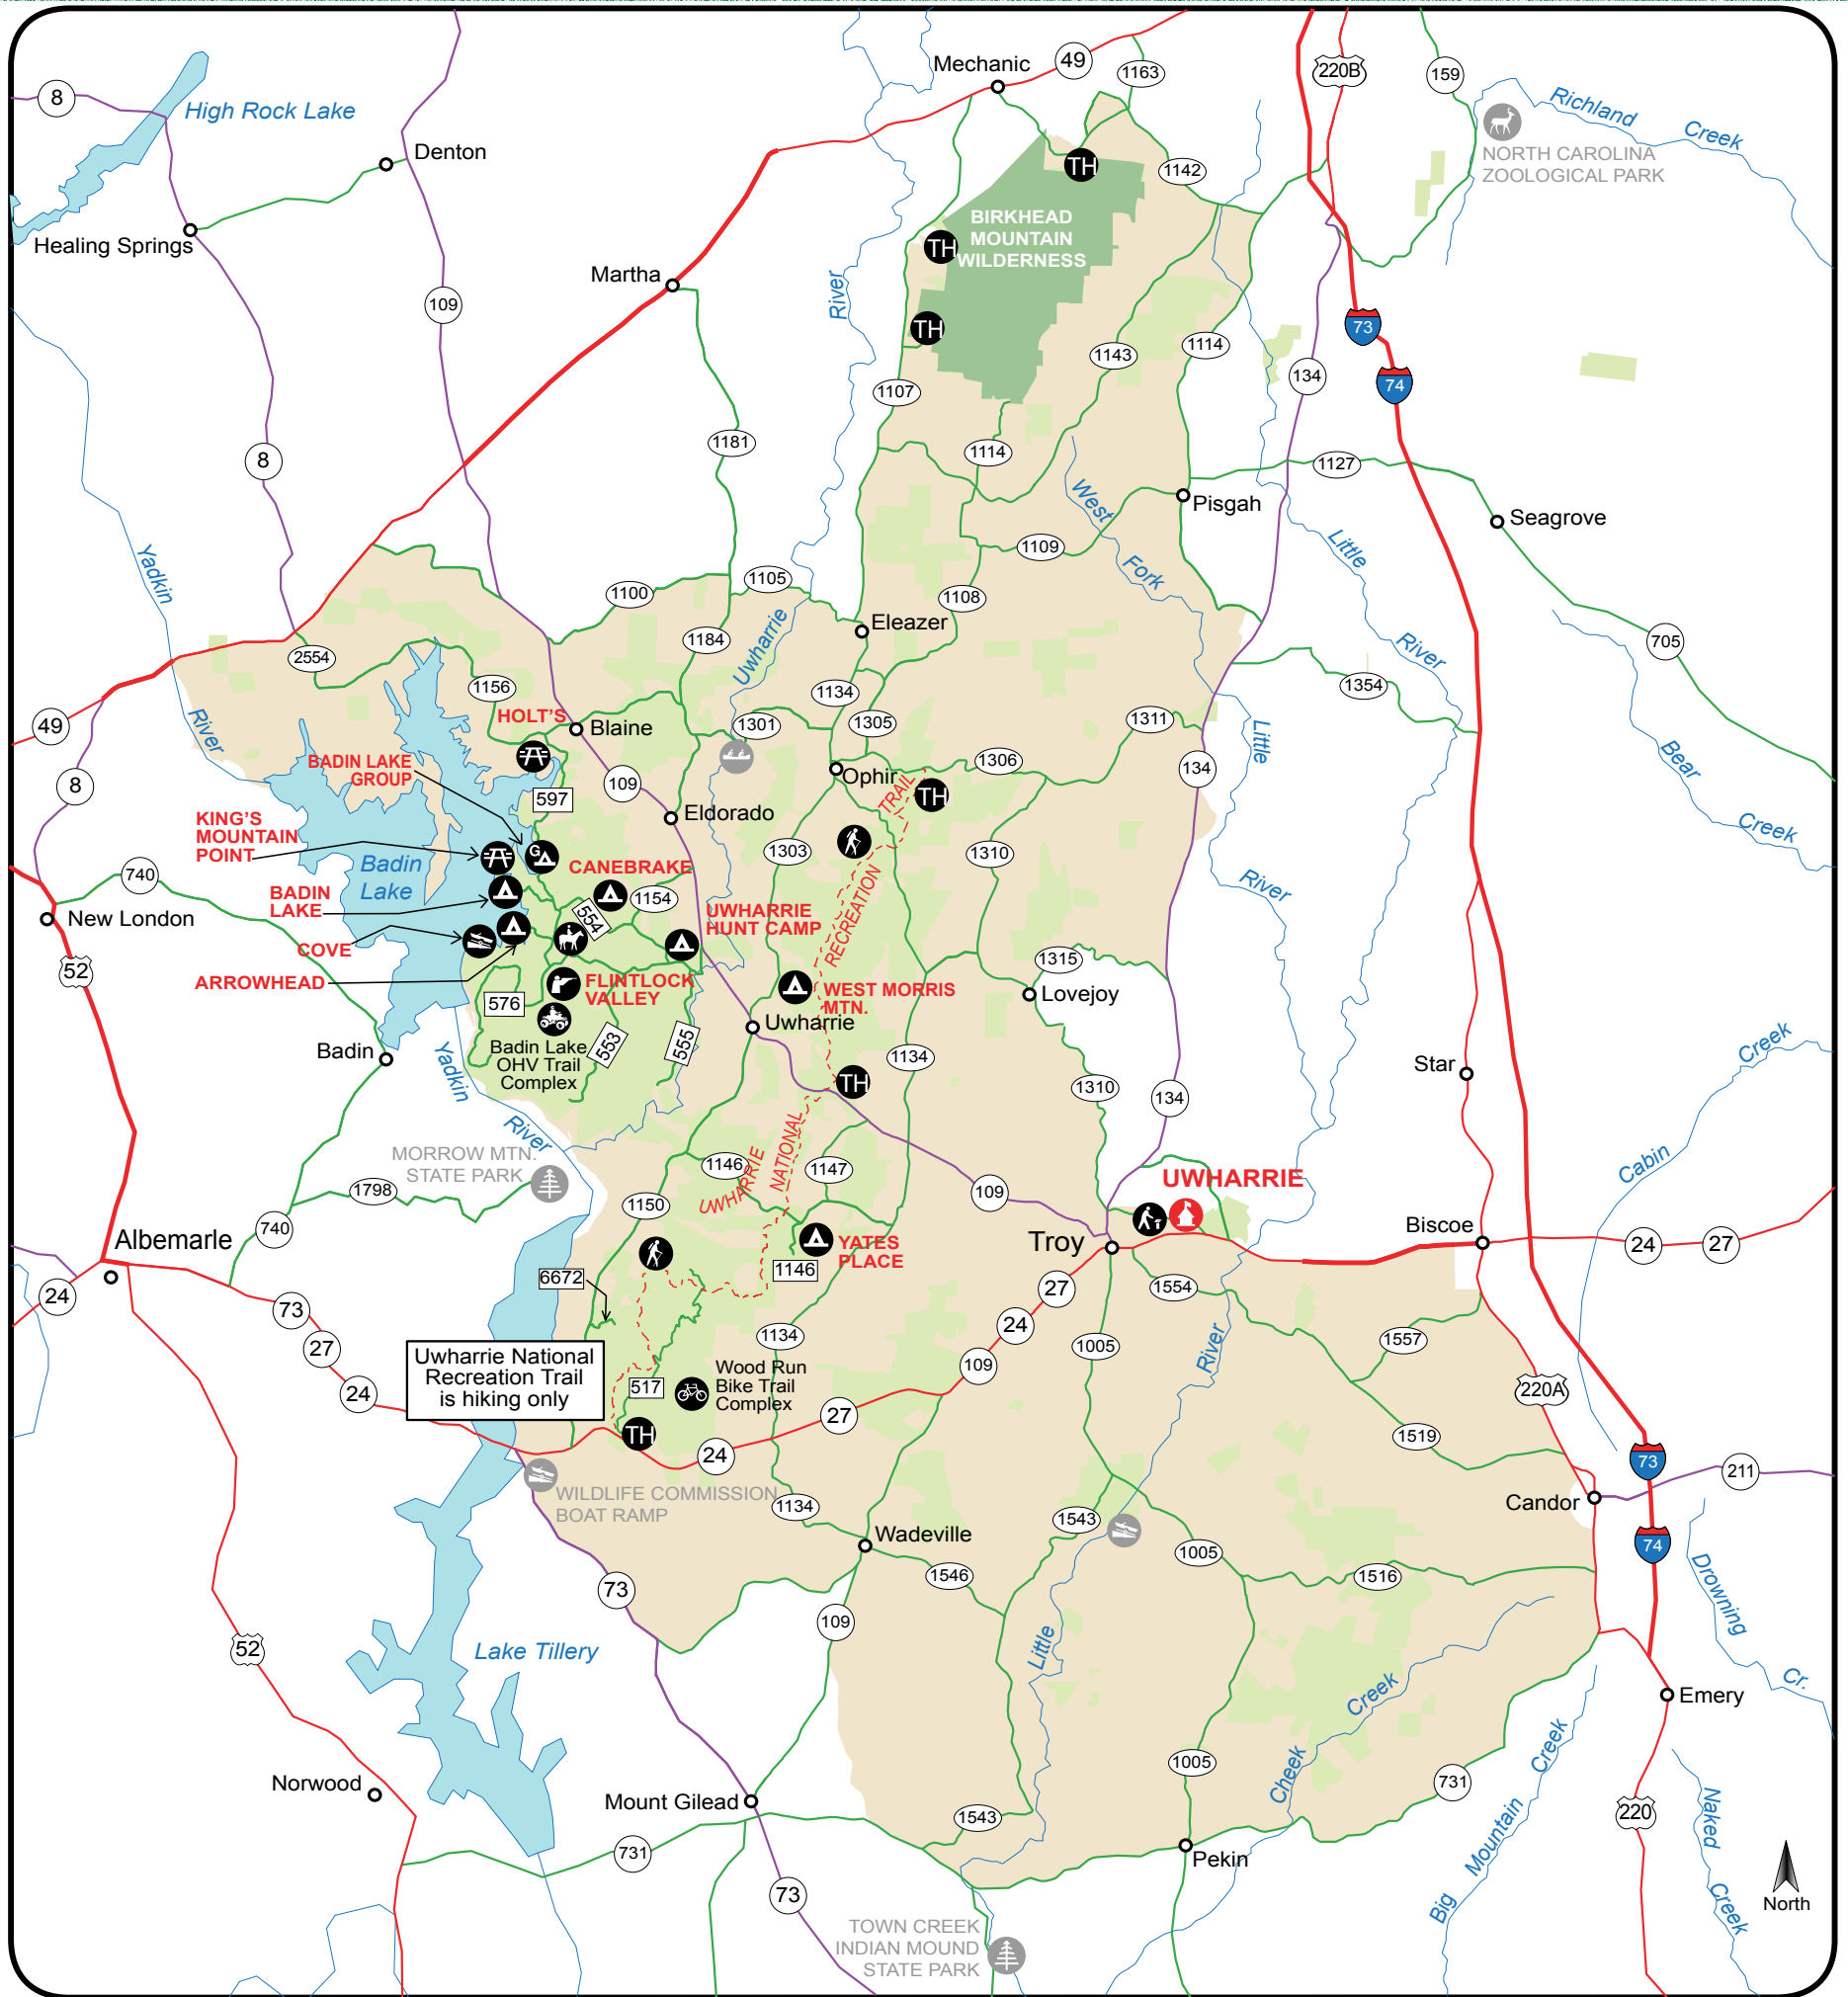 Mechanic
49
1163
220B
159
Richland
Creek
8
High Rock Lake
NORTH CAROLINA
ZOOLOGICAL PARK
Denton
TH
1142
Healing Springs
BIRKHEAD
MOUNTAIN
WILDERNESS
TH
Martha
River
109
TH
73
1143
1114
134
74
1107
8
1181
1114
1127
West
Pisgah
Seagrove
Yadkin
1109
Little
Fork
1100
1105
1108
Uwharrie
Eleazer
1184
River
705
2554
1156
1134
1354
HOLT'S
Blaine
1301
1305
1311
49
River
Little
Bear
BADIN LAKE
GROUP
Ophir
1306
134
8
109
TRAIL
TH
597
Eldorado
KING'S
MOUNTAIN
POINT
Creek
1303
1310
Badin
Lake
G
CANEBRAKE
740
RECREATION
River
BADIN
LAKE
1154
554
New London
UWHARRIE
HUNT CAMP
COVE
1315
52
ARROWHEAD
FLINTLOCK
VALLEY
WEST MORRIS
MTN.
Lovejoy
576
Uwharrie
Badin
Badin Lake
OHV Trail
Complex
553
555
Yadkin
1134
Creek
Star
TH
1310
134
River
NATIONAL
MORROW MTN.
STATE PARK
1146
1147
Cabin
UWHARRIE
UWHARRIE
1798
1150
109
740
Albemarle
Troy
Biscoe
24
27
YATES
PLACE
1146
6672
24
73
27
1554
27
24
1134
1005
River
1557
Uwharrie National
Recreation Trail
is hiking only
109
Wood Run
Bike Trail
Complex
517
24
220A
27
TH
24
1519
73
211
WILDLIFE COMMISSION
BOAT RAMP
1134
1543
Candor
Wadeville
74
1005
73
1546
1516
Drowning
109
52
Lake Tillery
Little
Creek
Cr.
Emery
Creek
1005
Cheek
Norwood
731
Mount Gilead
1543
220
Naked
Mountain
731
Pekin
Big
Creek
73
North
TOWN CREEK
INDIAN MOUND
STATE PARK